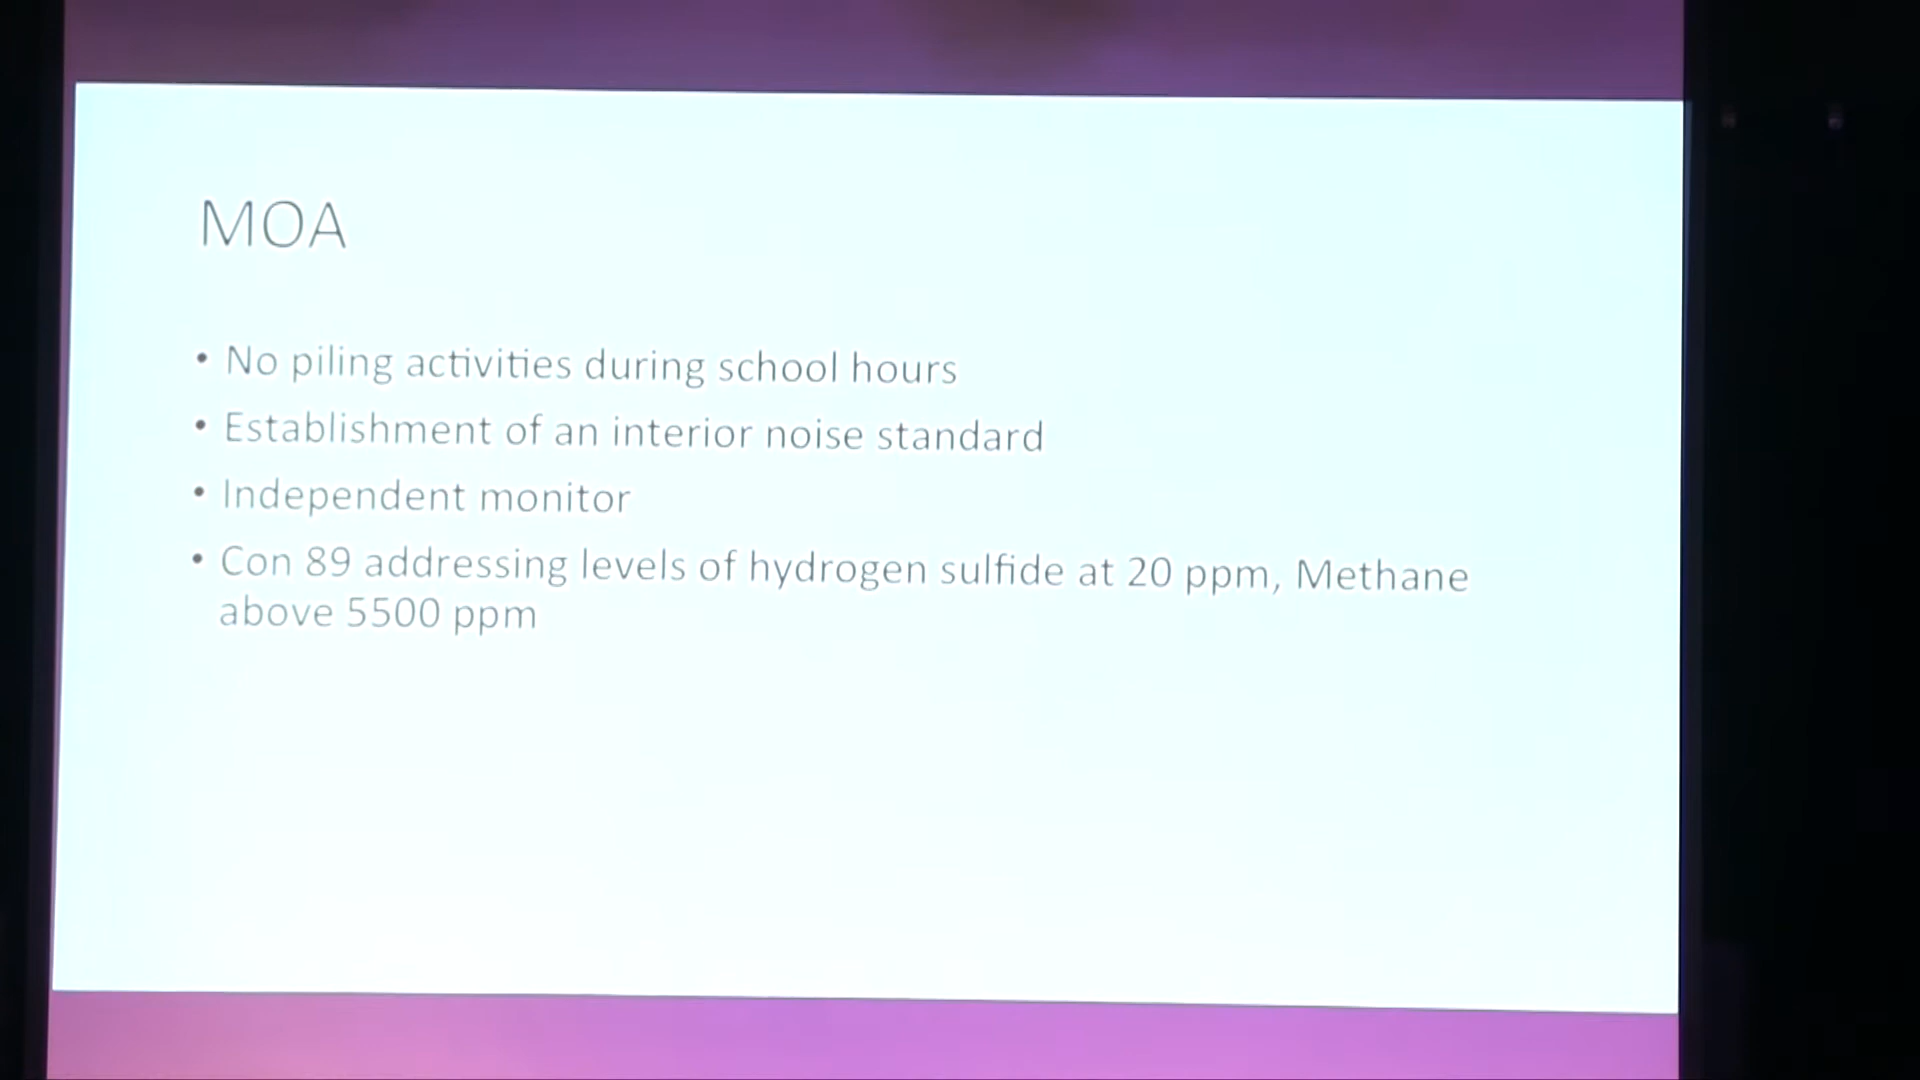 MOA
• No piling activities during school hours
• Establishment of an interior noise standard
• Independent monitor
• Con 89 addressing levels of hydrogen sulfide at 20 ppm, Methane
above 5500 ppm